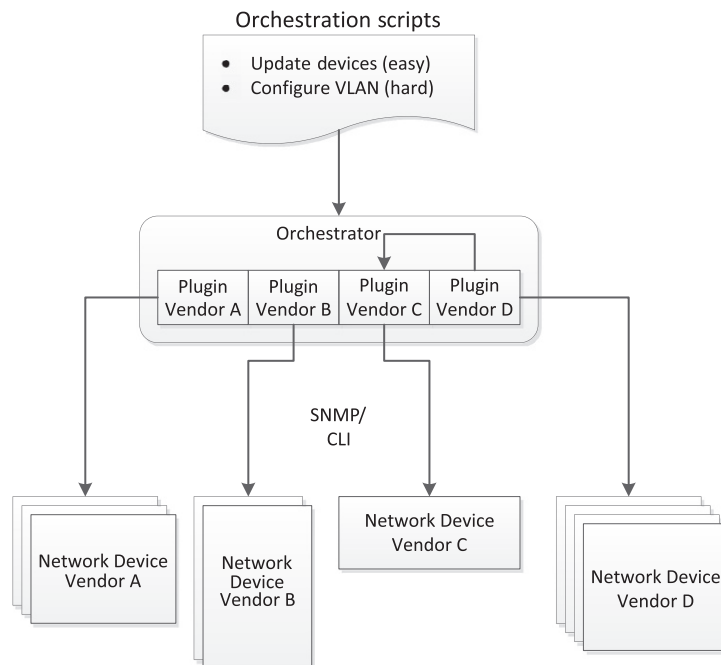 Orchestration scripts
• Update devices (easy)
• Configure VLAN (hard)
Orchestrator
Plugin
Vendor A
Plugin
Vendor B
Plugin
Vendor C
Plugin
Vendor D
SNMP/
CLI
Network Device
Vendor A
Network
Device
Vendor B
Network Device
Vendor C
Network Device
Vendor D